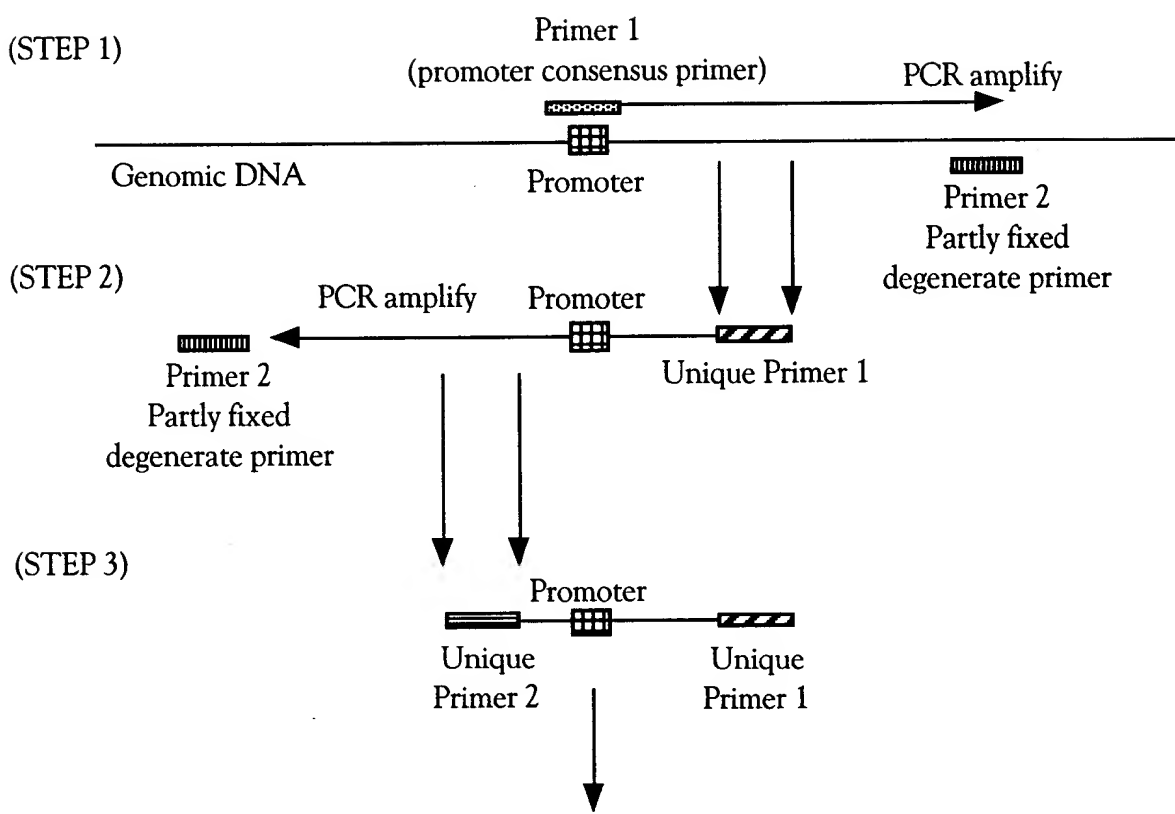 (STEP 1)
Primer 1
(promoter consensus primer)
PCR amplify
Genomic DNA
Promoter
Primer 2
Partly fixed
degenerate primer
(STEP 2)
PCR amplify
Promoter
Primer 2
Partly fixed
degenerate primer
Unique Primer 1
(STEP 3)
Promoter
Unique
Primer 2
Unique
Primer 1